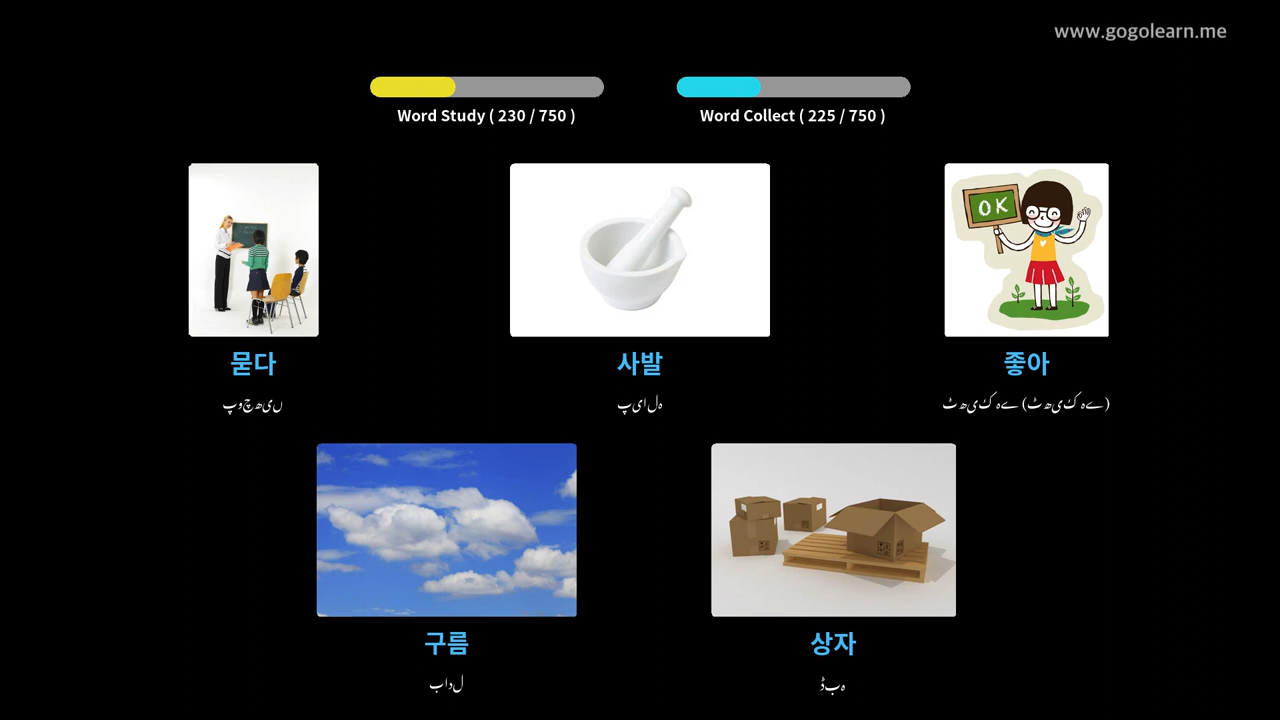 www.gogolearn.me
Word Study ( 230 / 750 )
Word Collect ( 225 / 750 )
OK
묻다
사발
좋아
پوچھیں
پیالہ
ٹھیک ہے (ٹھیک ہے)
구름
상자
بادل
ڈبہ